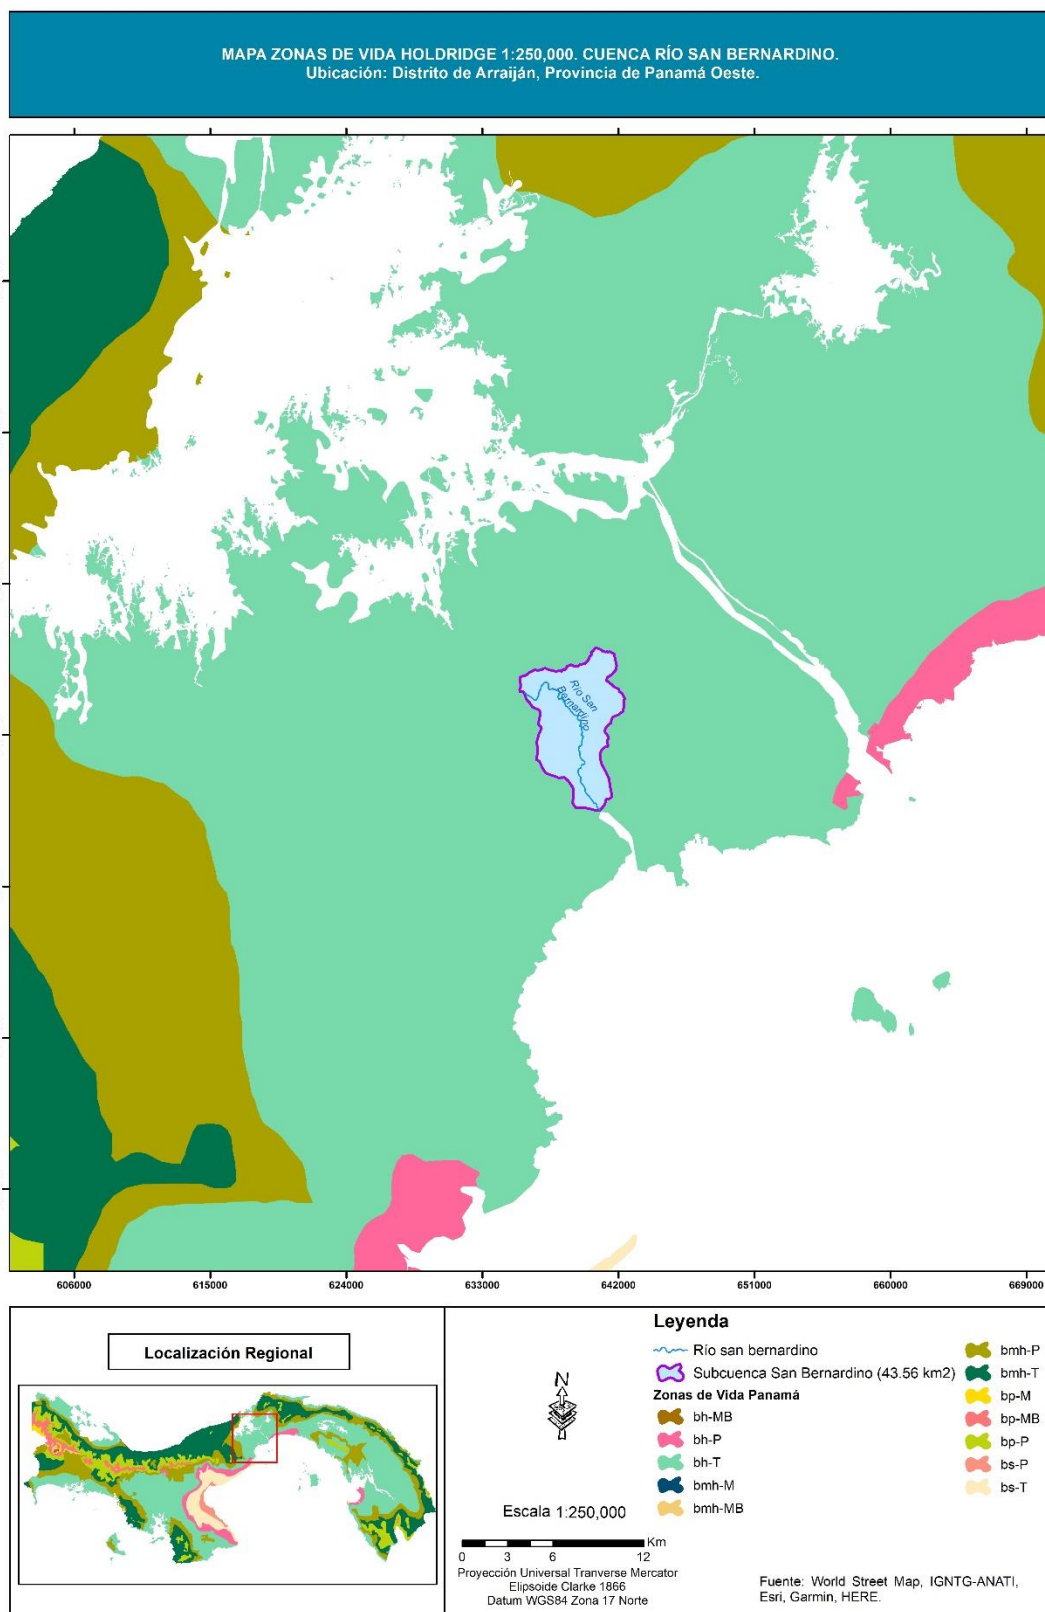 MAPA ZONAS DE VIDA HOLDRIDGE 1:250,000. CUENCA RÍO SAN BERNARDINO.
Ubicación: Distrito de Arraiján, Provincia de Panamá Oeste.
Río San
Bernardino
606000 615000 624000 633000 642000 651000 660000 669000
Localización Regional
N
Escala 1:250,000
0 3 6 12 Km
Proyección Universal Tranverse Mercator
Elipsoide Clarke 1866
Datum WGS84 Zona 17 Norte
Leyenda
Río san bernardino
Subcuenca San Bernardino (43.56 km2)
Zonas de Vida Panamá
bh-MB
bh-P
bh-T
bmh-M
bmh-MB
bmh-P
bmh-T
bp-M
bp-MB
bp-P
bs-P
bs-T
Fuente: World Street Map, IGNTG-ANATI,
Esri, Garmin, HERE.